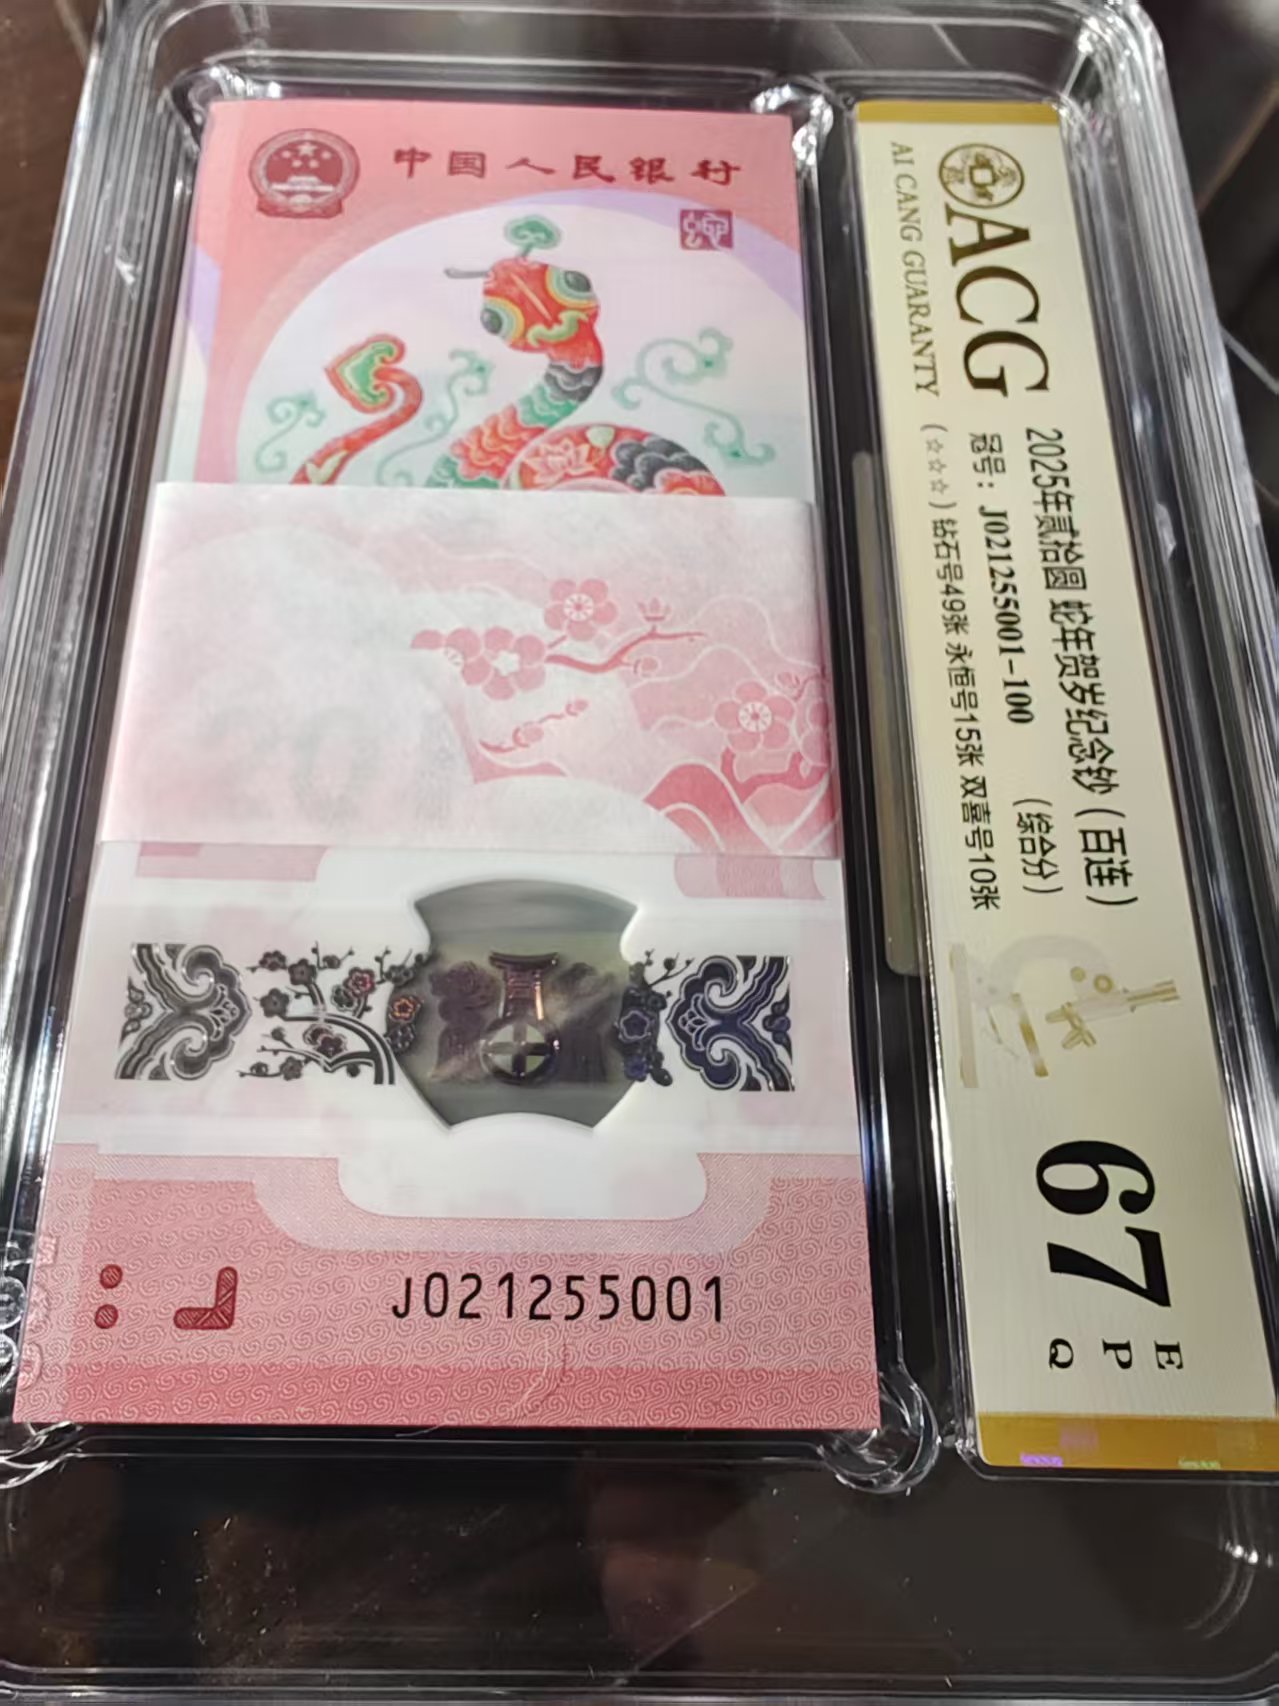 中国人民银行
蛇
J021255001
ACG
AI CANG GUARANTY
2025年贰拾圆 蛇年贺岁纪念钞（百连）
冠号：J021255001-100 （综合分）
（☆☆☆）钻石号49张 永恒号15张 双喜号10张
67
E
P
Q